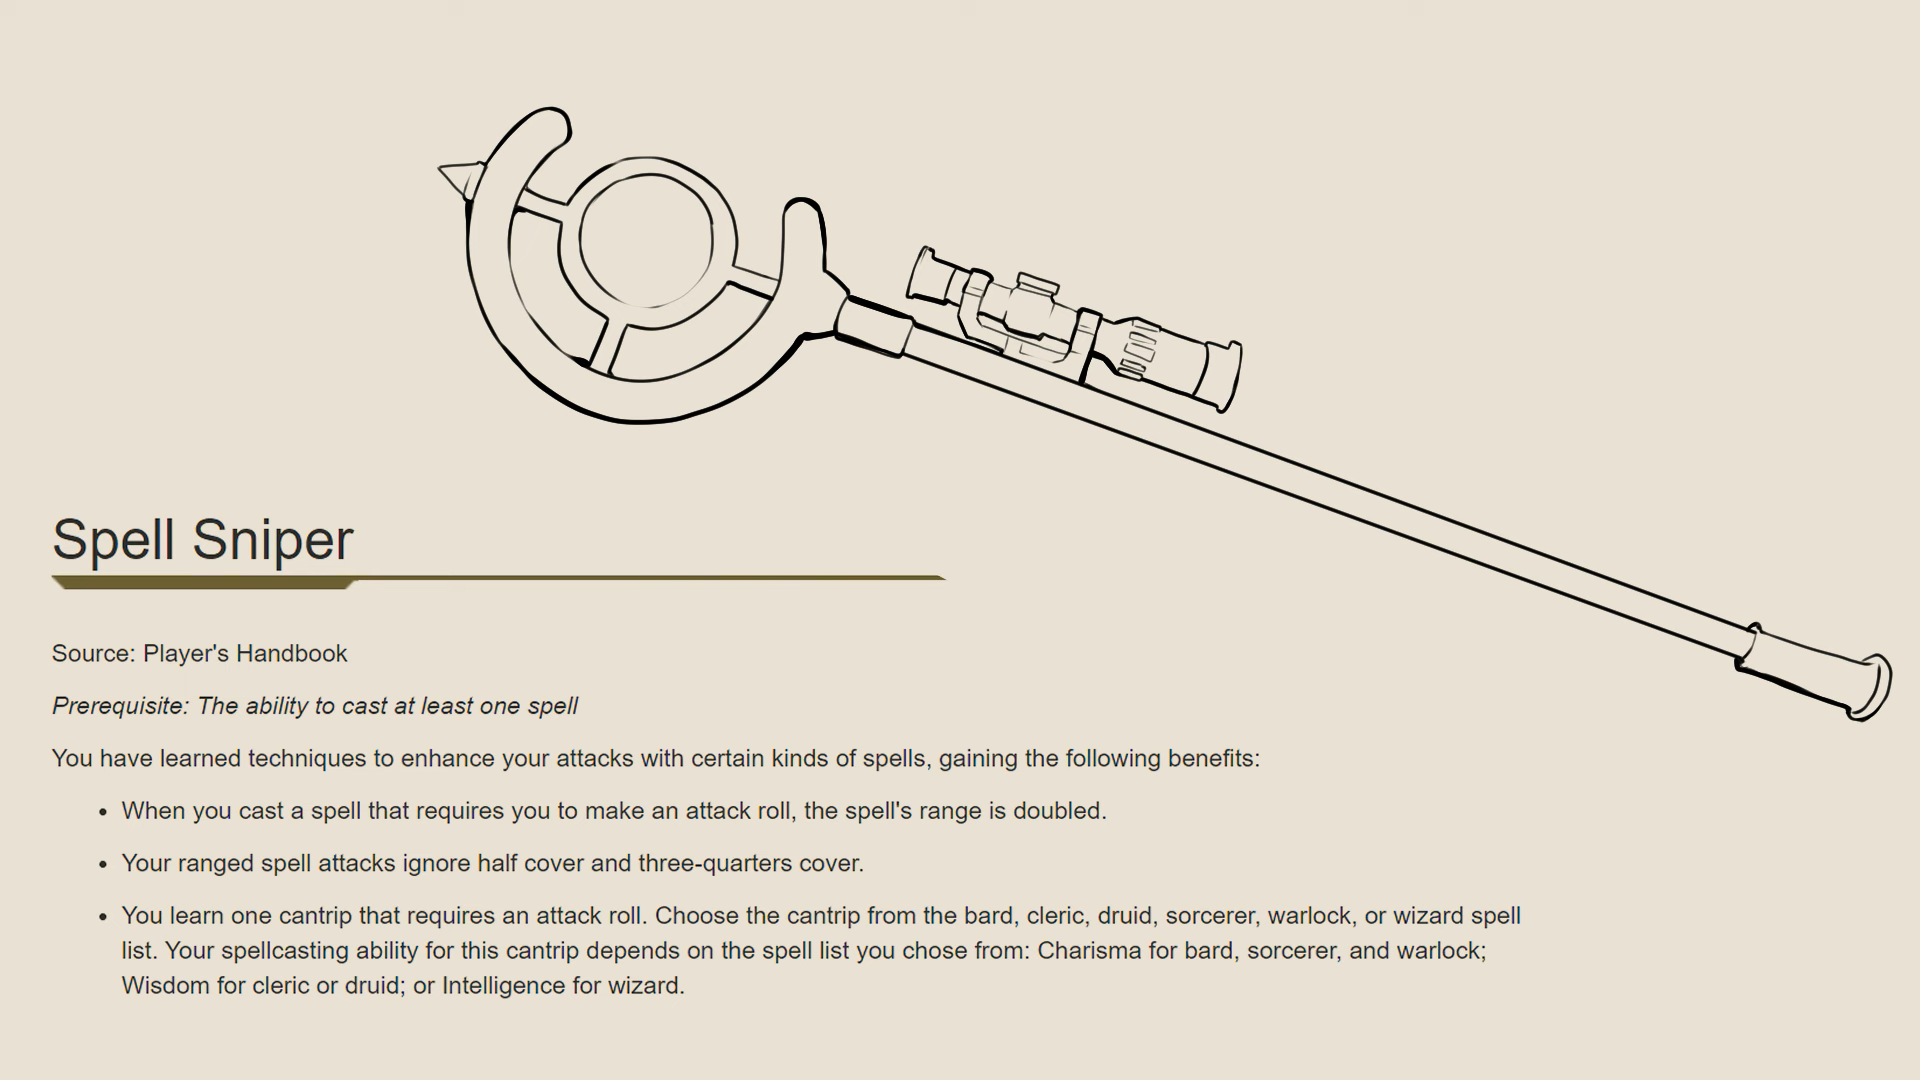 Spell Sniper
Source: Player's Handbook
Prerequisite: The ability to cast at least one spell
You have learned techniques to enhance your attacks with certain kinds of spells, gaining the following benefits:
• When you cast a spell that requires you to make an attack roll, the spell's range is doubled.
• Your ranged spell attacks ignore half cover and three-quarters cover.
• You learn one cantrip that requires an attack roll. Choose the cantrip from the bard, cleric, druid, sorcerer, warlock, or wizard spell
list. Your spellcasting ability for this cantrip depends on the spell list you chose from: Charisma for bard, sorcerer, and warlock;
Wisdom for cleric or druid; or Intelligence for wizard.